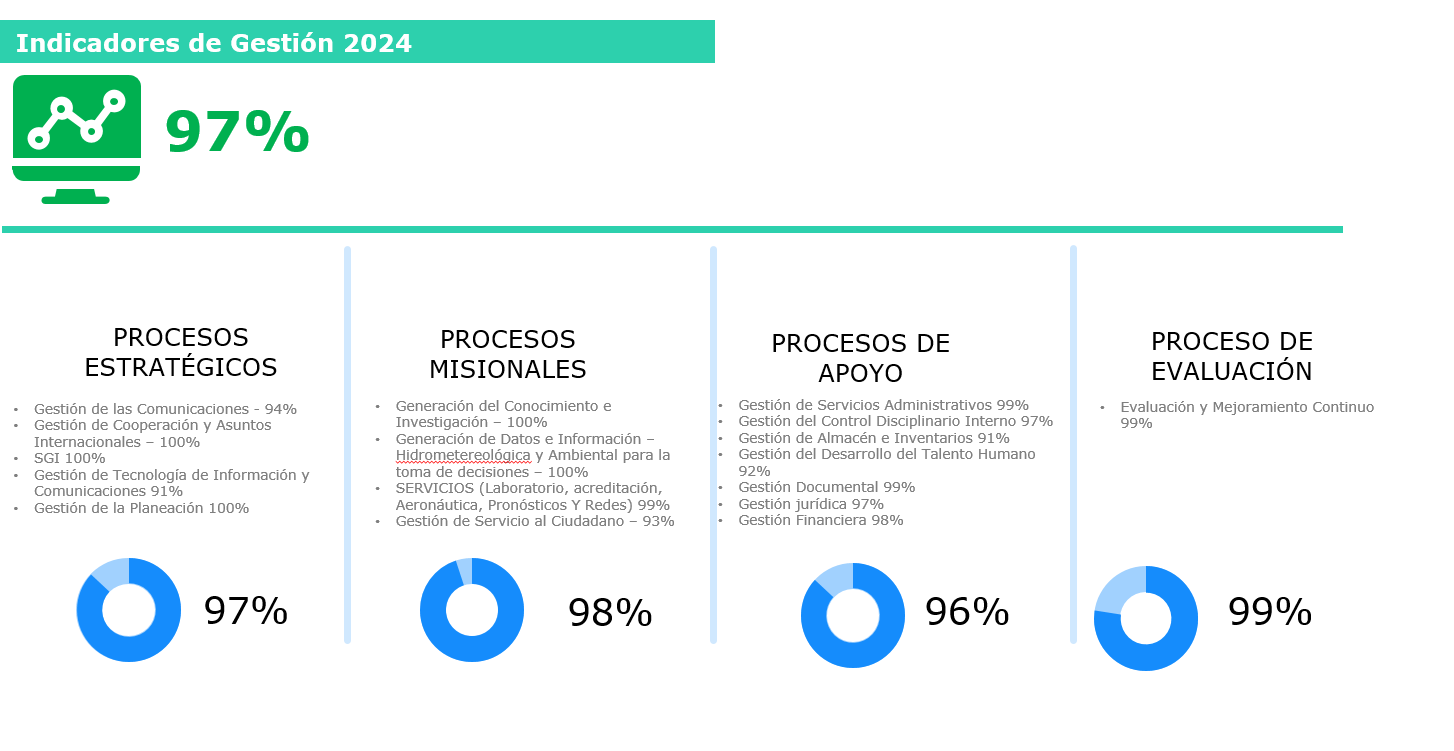 Indicadores de Gestión 2024
97%
PROCESOS
ESTRATÉGICOS
• Gestión de las Comunicaciones - 94%
• Gestión de Cooperación y Asuntos
Internacionales – 100%
• SGI 100%
• Gestión de Tecnología de Información y
Comunicaciones 91%
• Gestión de la Planeación 100%
97%
PROCESOS
MISIONALES
• Generación del Conocimiento e
Investigación – 100%
• Generación de Datos e Información –
Hidrometereológica y Ambiental para la
toma de decisiones – 100%
• SERVICIOS (Laboratorio, acreditación,
Aeronáutica, Pronósticos Y Redes) 99%
• Gestión de Servicio al Ciudadano – 93%
98%
PROCESOS DE
APOYO
• Gestión de Servicios Administrativos 99%
• Gestión del Control Disciplinario Interno 97%
• Gestión de Almacén e Inventarios 91%
• Gestión del Desarrollo del Talento Humano
92%
• Gestión Documental 99%
• Gestión jurídica 97%
• Gestión Financiera 98%
96%
PROCESO DE
EVALUACIÓN
• Evaluación y Mejoramiento Continuo
99%
99%